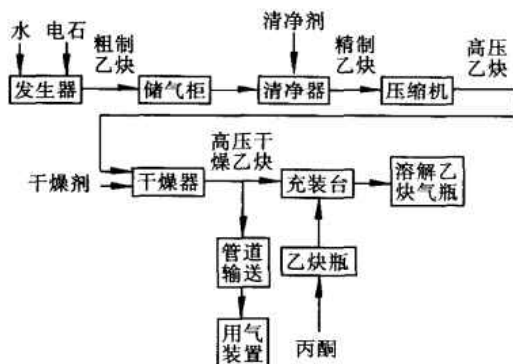 水 电石
粗制
乙炔
清净剂
精制
乙炔
高压
乙炔
发生器
储气柜
清净器
压缩机
干燥剂
干燥器
高压干
燥乙炔
充装台
溶解乙
炔气瓶
管道
输送
乙炔瓶
用气
装置
丙酮